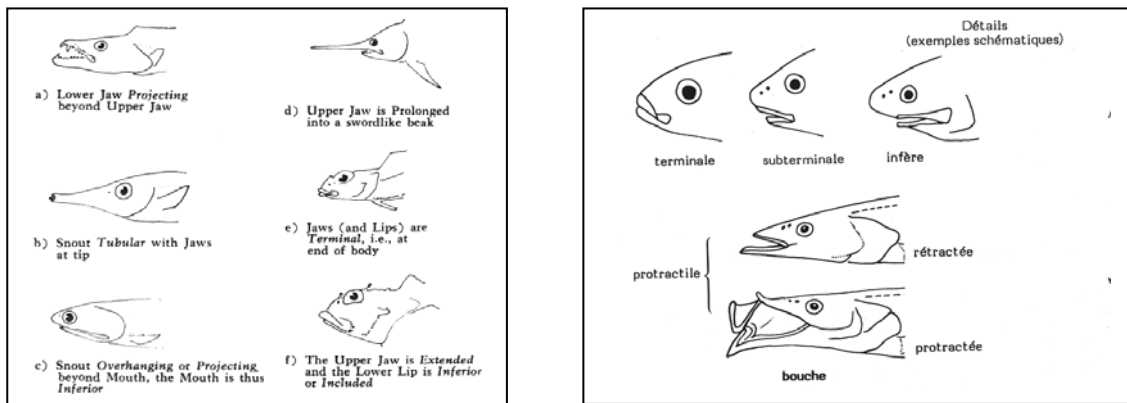 a) Lower Jaw Projecting
beyond Upper Jaw
d) Upper Jaw is Prolonged
into a swordlike beak
b) Snout Tubular with Jaws
at tip
e) Jaws (and Lips) are
Terminal, i.e., at
end of body
c) Snout Overhanging or Projecting
beyond Mouth, the Mouth is thus
Inferior
f) The Upper Jaw is Extended
and the Lower Lip is Inferior
or Included
Détails
(exemples schématiques)
terminale
subterminale
infère
protractile
rétractée
protractée
bouche